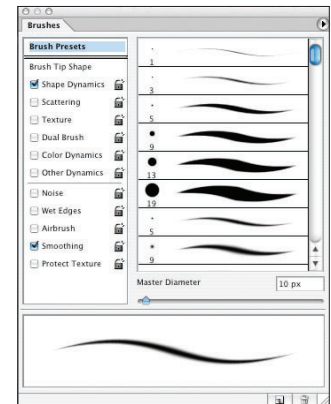 Brushes
Brush Presets
Brush Tip Shape
Shape Dynamics
Scattering
Texture
Dual Brush
Color Dynamics
Other Dynamics
Noise
Wet Edges
Airbrush
Smoothing
Protect Texture
1
3
5
9
13
19
5
9
Master Diameter
10 px